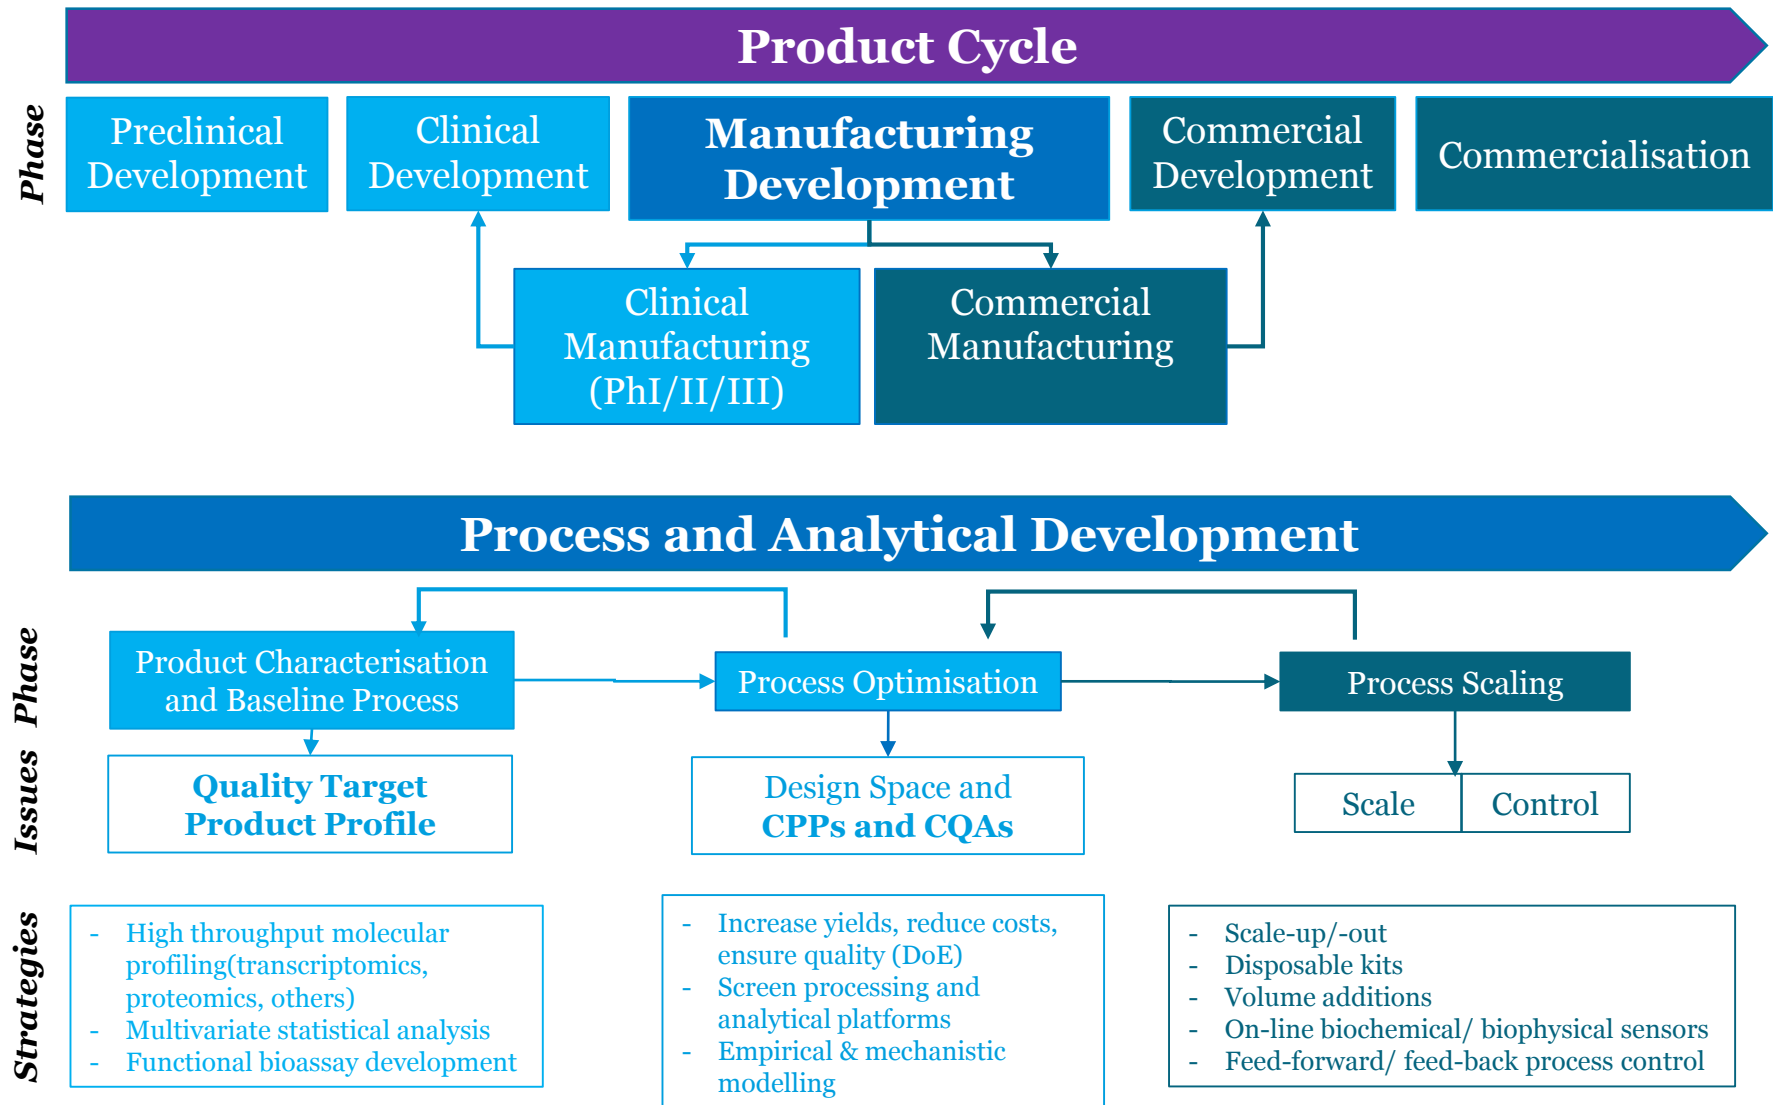 Product Cycle
Phase
Preclinical
Development
Clinical
Development
Manufacturing
Development
Commercial
Development
Commercialisation
Clinical
Manufacturing
(PhI/II/III)
Commercial
Manufacturing
Process and Analytical Development
Phase
Product Characterisation
and Baseline Process
Process Optimisation
Process Scaling
Issues
Quality Target
Product Profile
Design Space and
CPPs and CQAs
Scale
Control
Strategies
- High throughput molecular
profiling(transcriptomics,
proteomics, others)
- Multivariate statistical analysis
- Functional bioassay development
- Increase yields, reduce costs,
ensure quality (DoE)
- Screen processing and
analytical platforms
- Empirical & mechanistic
modelling
- Scale-up/-out
- Disposable kits
- Volume additions
- On-line biochemical/ biophysical sensors
- Feed-forward/ feed-back process control